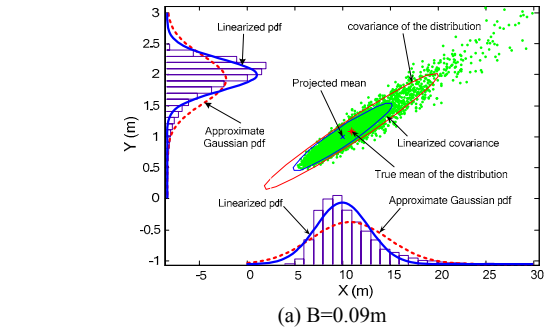 3
2.5
2
1.5
1
0.5
0
-0.5
-1
Y (m)
Linearized pdf
covariance of the distribution
Projected mean
Approximate
Gaussian pdf
Linearized covariance
True mean of the distribution
Linearized pdf
Approximate Gaussian pdf
-5 0 5 10 15 20 25 30
X (m)
(a) B=0.09m